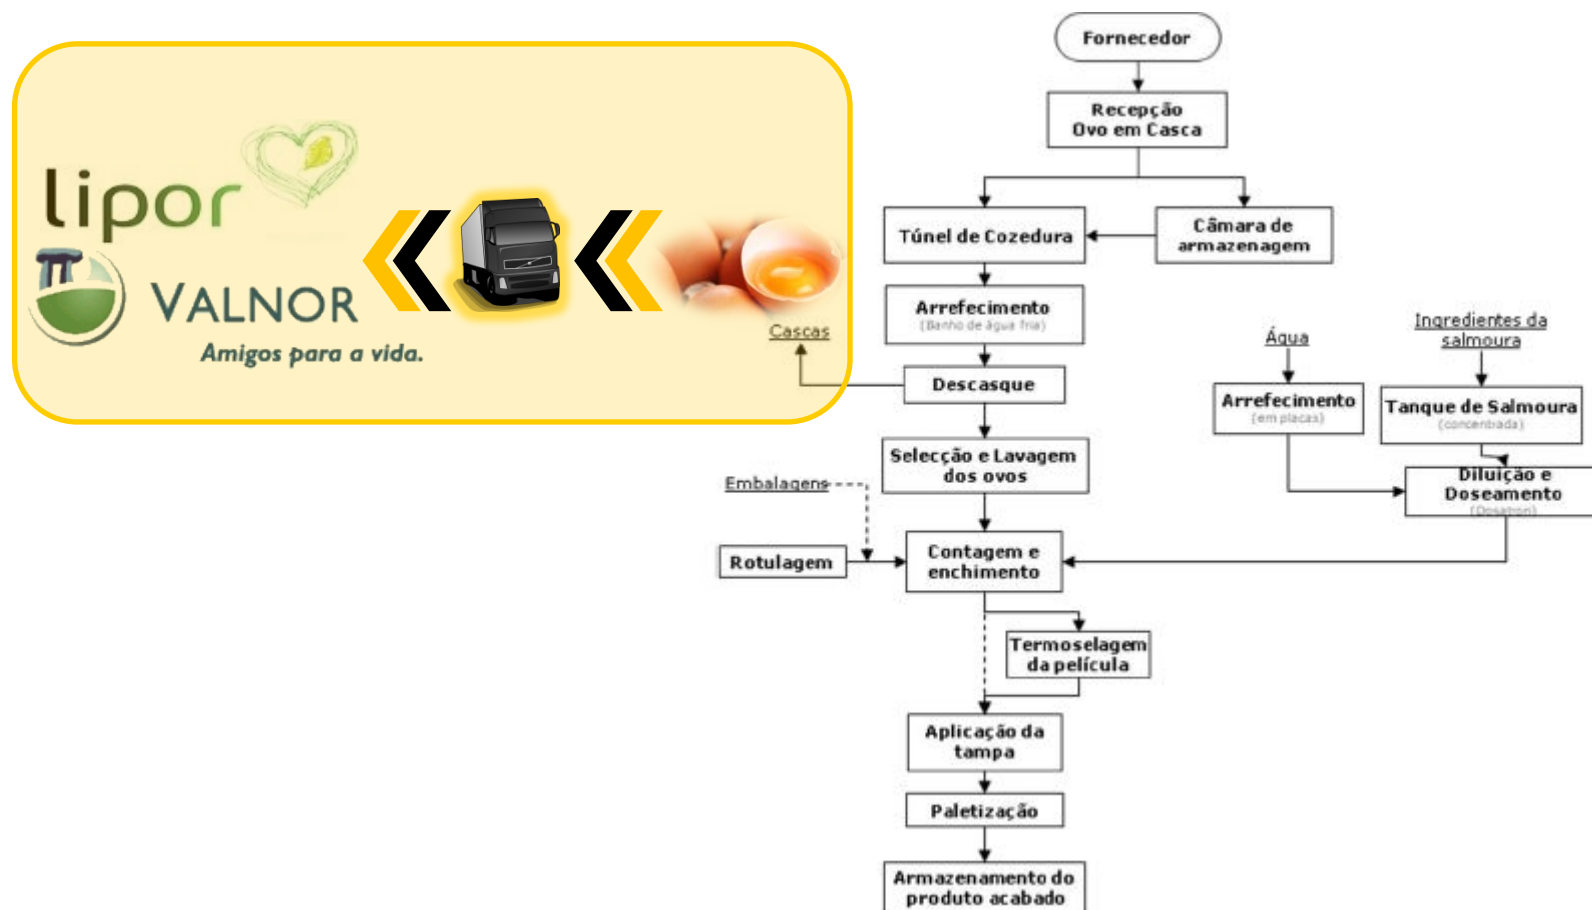 Fornecedor
Recepção
Ovo em Casca
Túnel de Cozedura
Câmara de
armazenagem
lipor
VALNOR
Amigos para a vida.
Arrefecimento
(Banho de água fria)
Cascas
Descasque
Água
Ingredientes da
salmoura
Arrefecimento
(em placas)
Tanque de Salmoura
(concentrada)
Selecção e Lavagem
dos ovos
Embalagens
Diluição e
Doseamento
(Dosatron)
Rotulagem
Contagem e
enchimento
Termoselagem
da película
Aplicação da
tampa
Paletização
Armazenamento do
produto acabado